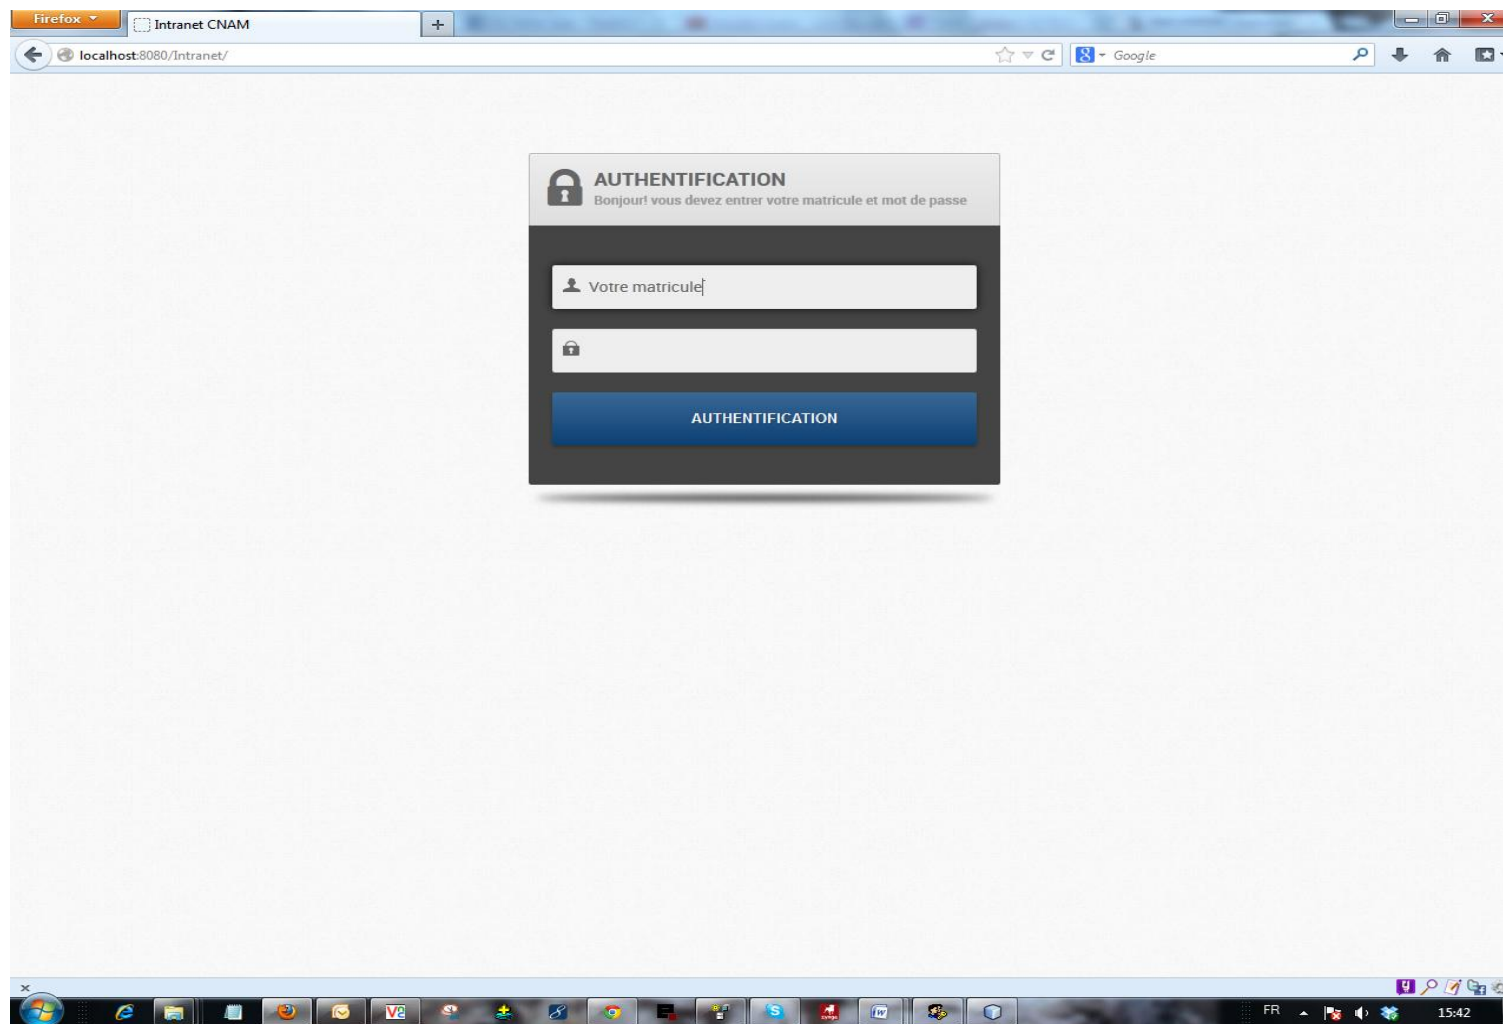 Firefox
Intranet CNAM
localhost:8080/Intranet/
Google
AUTHENTIFICATION
Bonjour! vous devez entrer votre matricule et mot de passe
Votre matricule
AUTHENTIFICATION
FR
15:42